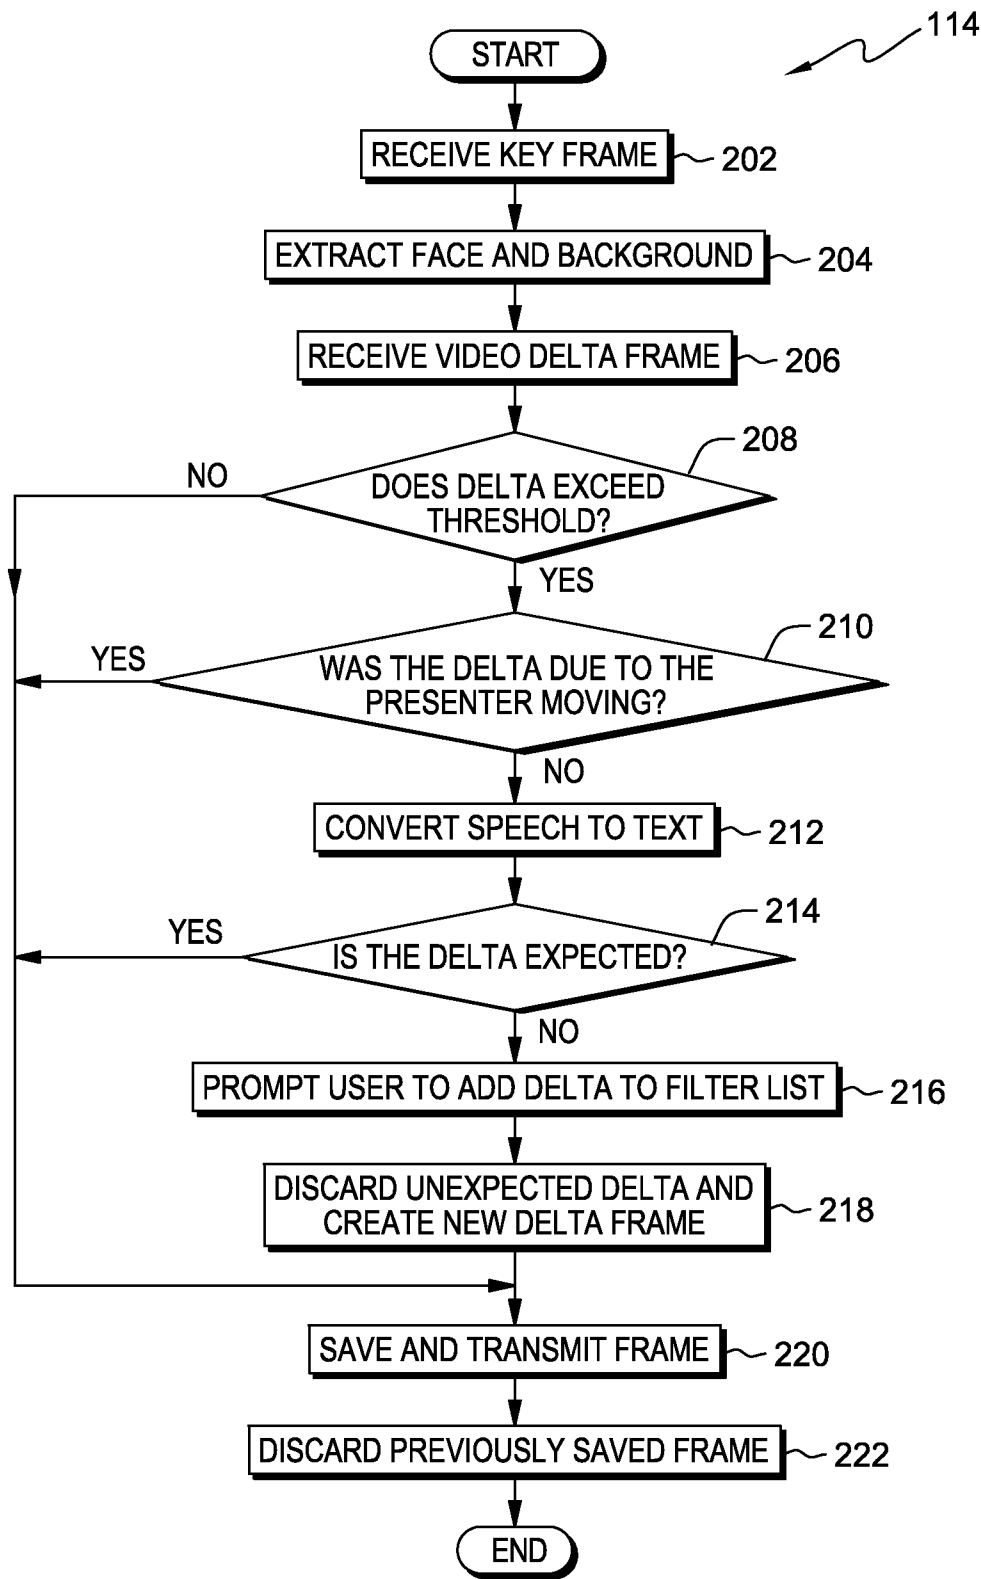 114
START
RECEIVE KEY FRAME
202
EXTRACT FACE AND BACKGROUND
204
RECEIVE VIDEO DELTA FRAME
206
208
NO
DOES DELTA EXCEED
THRESHOLD?
YES
210
YES
WAS THE DELTA DUE TO THE
PRESENTER MOVING?
NO
CONVERT SPEECH TO TEXT
212
214
YES
IS THE DELTA EXPECTED?
NO
PROMPT USER TO ADD DELTA TO FILTER LIST
216
DISCARD UNEXPECTED DELTA AND
CREATE NEW DELTA FRAME
218
SAVE AND TRANSMIT FRAME
220
DISCARD PREVIOUSLY SAVED FRAME
222
END